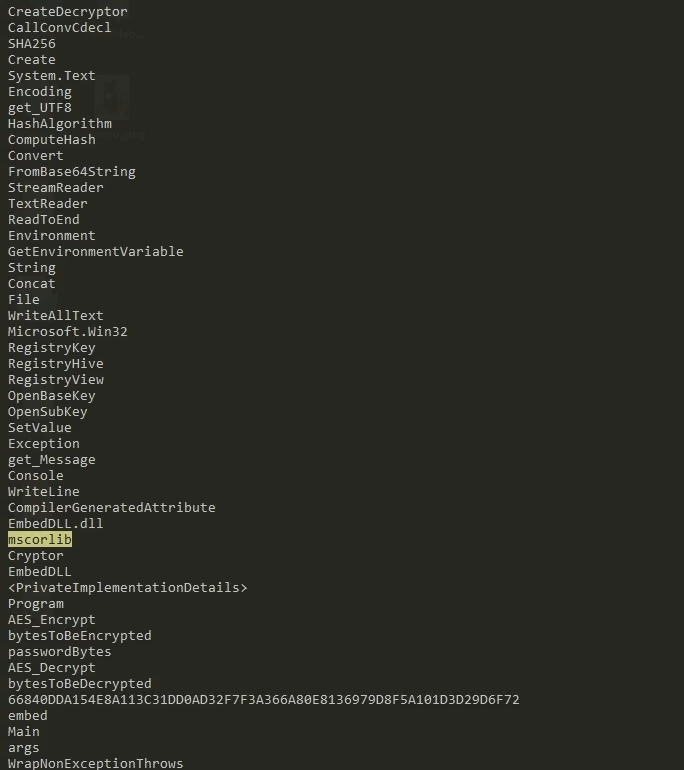 CreateDecryptor
CallConvCdecl
SHA256
Create
System.Text
Encoding
get_UTF8
HashAlgorithm
ComputeHash
Convert
FromBase64String
StreamReader
TextReader
ReadToEnd
Environment
GetEnvironmentVariable
String
Concat
File
WriteAllText
Microsoft.Win32
RegistryKey
RegistryHive
RegistryView
OpenBaseKey
OpenSubKey
SetValue
Exception
get_Message
Console
WriteLine
CompilerGeneratedAttribute
EmbedDLL.dll
mscorlib
Cryptor
EmbedDLL
<PrivateImplementationDetails>
Program
AES_Encrypt
bytesToBeEncrypted
passwordBytes
AES_Decrypt
bytesToBeDecrypted
66840DDA154E8A113C31DD0AD32F7F3A366A80E8136979D8F5A101D3D29D6F72
embed
Main
args
WrapNonExceptionThrows